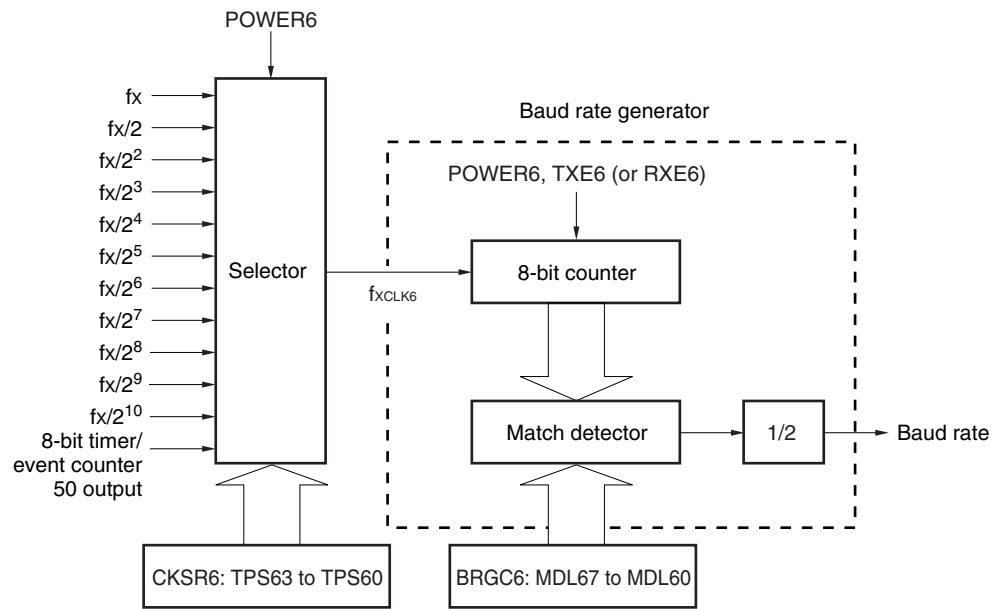 POWER6
fx
fx/2
fx/2²
fx/2³
fx/2⁴
fx/2⁵
fx/2⁶
fx/2⁷
fx/2⁸
fx/2⁹
fx/2¹⁰
8-bit timer/
event counter
50 output
Selector
fXCLK6
CKSR6: TPS63 to TPS60
Baud rate generator
POWER6, TXE6 (or RXE6)
8-bit counter
Match detector
1/2
Baud rate
BRGC6: MDL67 to MDL60